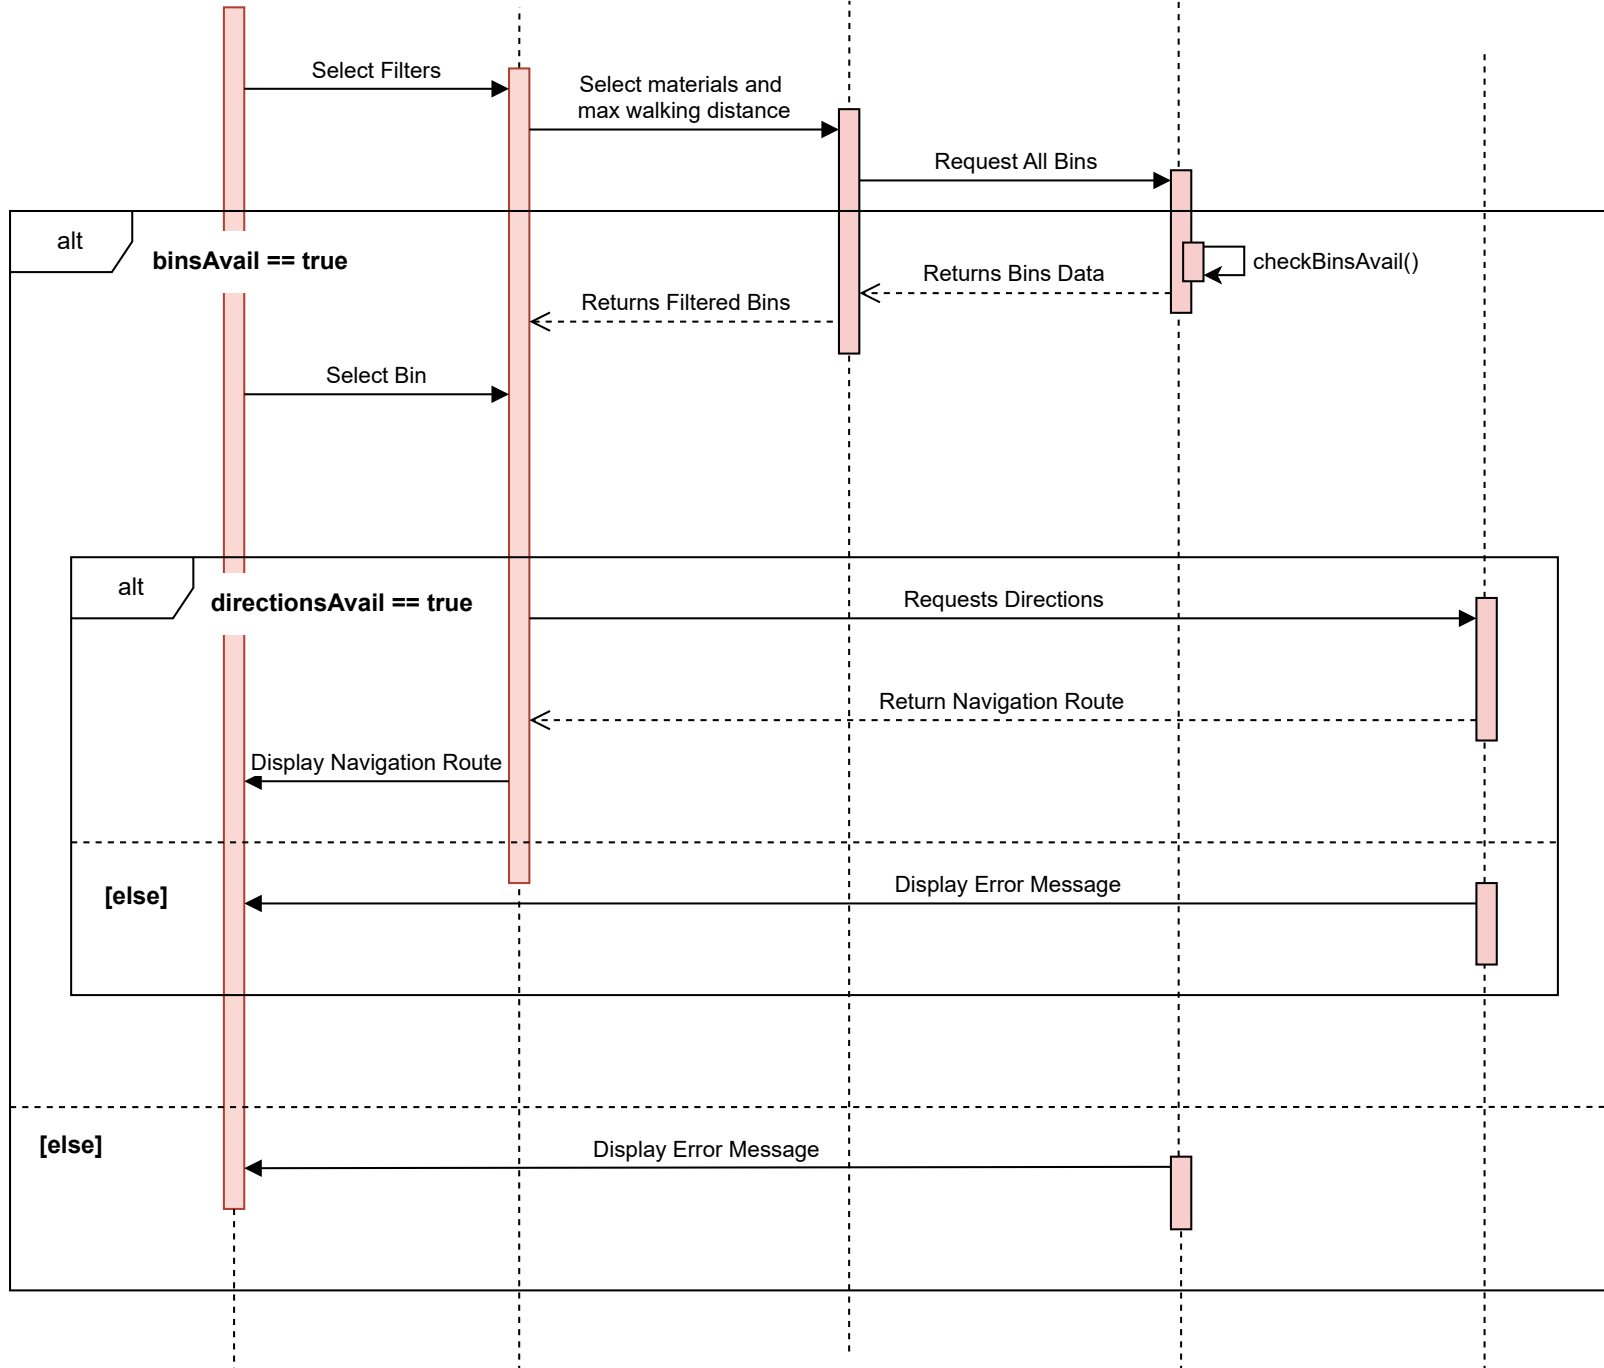 Select Filters
Select materials and
max walking distance
Request All Bins
alt
binsAvail == true
checkBinsAvail()
Returns Bins Data
Returns Filtered Bins
Select Bin
alt
directionsAvail == true
Requests Directions
Return Navigation Route
Display Navigation Route
[else]
Display Error Message
[else]
Display Error Message